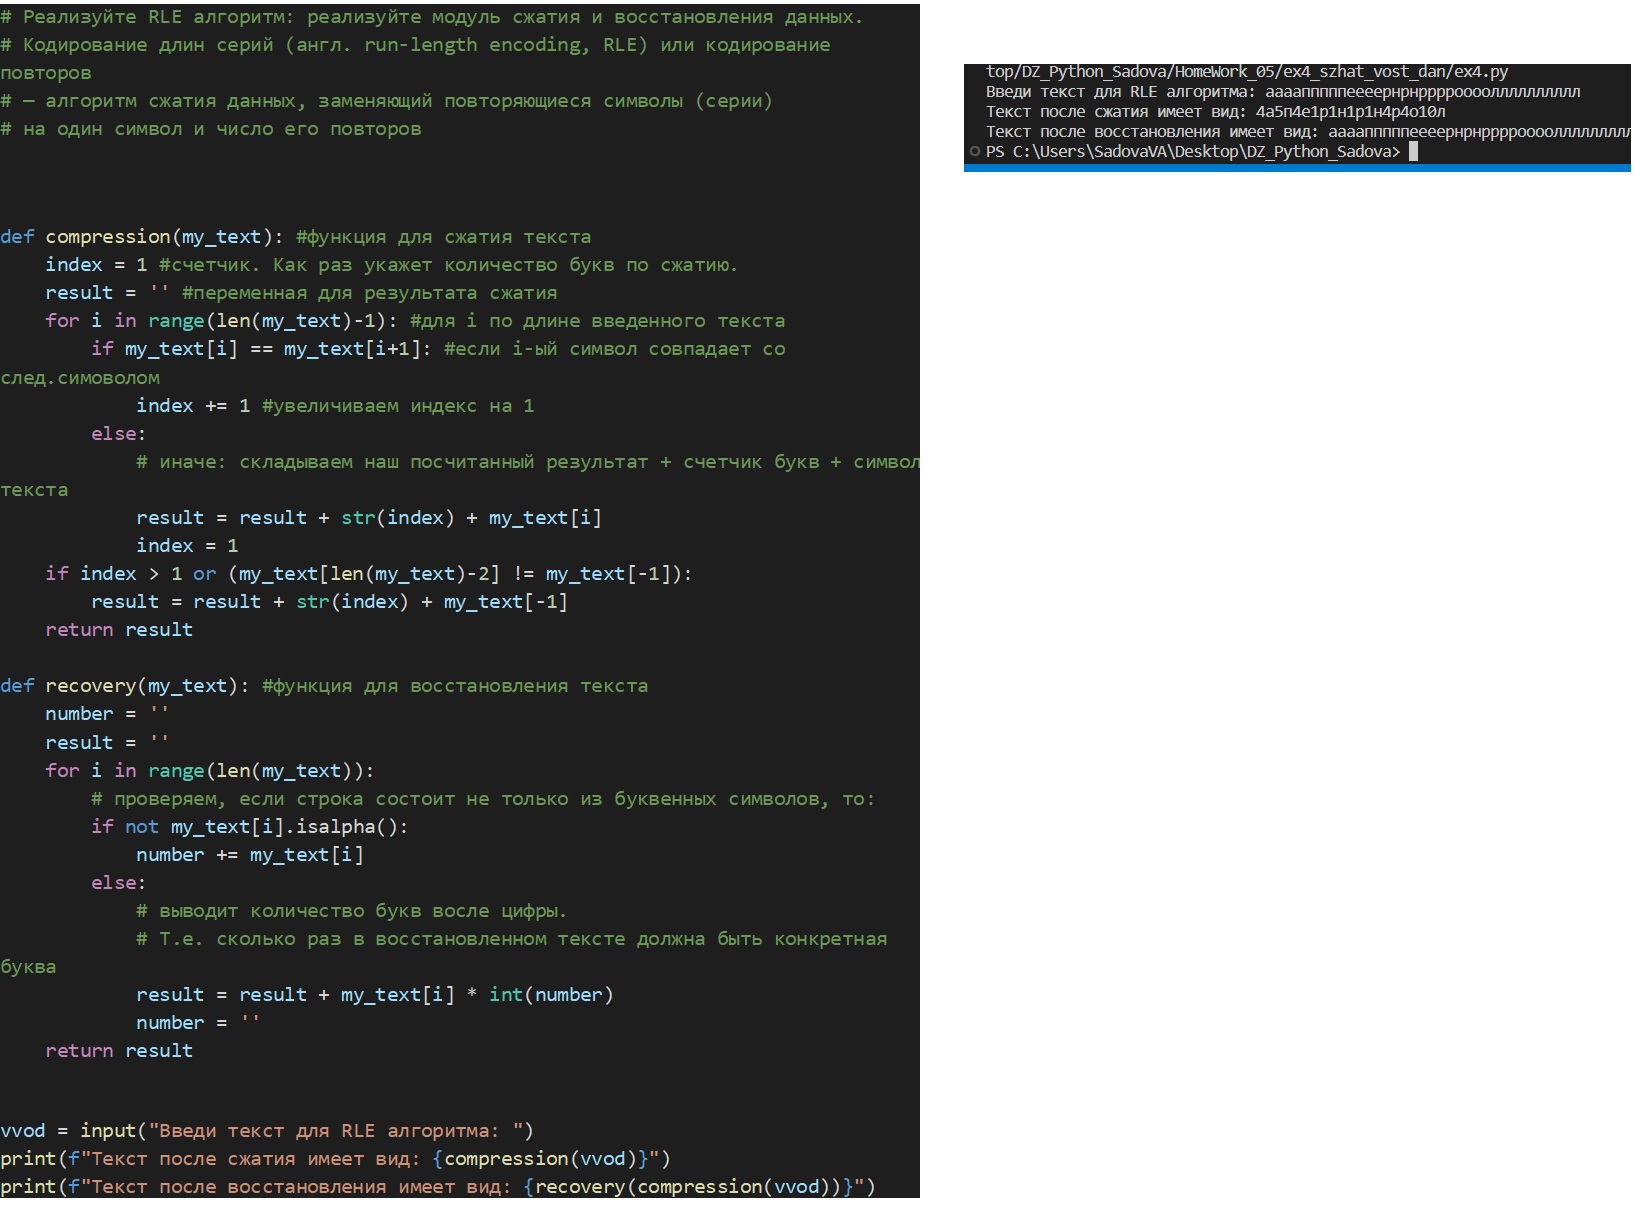 # Реализуйте RLE алгоритм: реализуйте модуль сжатия и восстановления данных.
# Кодирование длин серий (англ. run-length encoding, RLE) или кодирование
повторов
# — алгоритм сжатия данных, заменяющий повторяющиеся символы (серии)
# на один символ и число его повторов
def compression(my_text): #функция для сжатия текста
    index = 1 #счетчик. Как раз укажет количество букв по сжатию.
    result = '' #переменная для результата сжатия
    for i in range(len(my_text)-1): #для i по длине введенного текста
        if my_text[i] == my_text[i+1]: #если i-ый символ совпадает со
след.симоволом
            index += 1 #увеличиваем индекс на 1
        else:
            # иначе: складываем наш посчитанный результат + счетчик букв + символ
текста
            result = result + str(index) + my_text[i]
            index = 1
    if index > 1 or (my_text[len(my_text)-2] != my_text[-1]):
        result = result + str(index) + my_text[-1]
    return result
def recovery(my_text): #функция для восстановления текста
    number = ''
    result = ''
    for i in range(len(my_text)):
        # проверяем, если строка состоит не только из буквенных символов, то:
        if not my_text[i].isalpha():
            number += my_text[i]
        else:
            # выводит количество букв после цифры.
            # Т.е. сколько раз в восстановленном тексте должна быть конкретная
буква
            result = result + my_text[i] * int(number)
            number = ''
    return result
vvod = input("Введи текст для RLE алгоритма: ")
print(f"Текст после сжатия имеет вид: {compression(vvod)}")
print(f"Текст после восстановления имеет вид: {recovery(compression(vvod))}")
top/DZ_Python_Sadova/HomeWork_05/ex4_szhat_vost_dan/ex4.py
Введи текст для RLE алгоритма: аааапппппеееернрнррррооооллллллллллл
Текст после сжатия имеет вид: 4а5п4е1р1н1р1н4р4о10л
Текст после восстановления имеет вид: аааапппппеееернрнррррооооллллллллл
PS C:\Users\SadovaVA\Desktop\DZ_Python_Sadova>